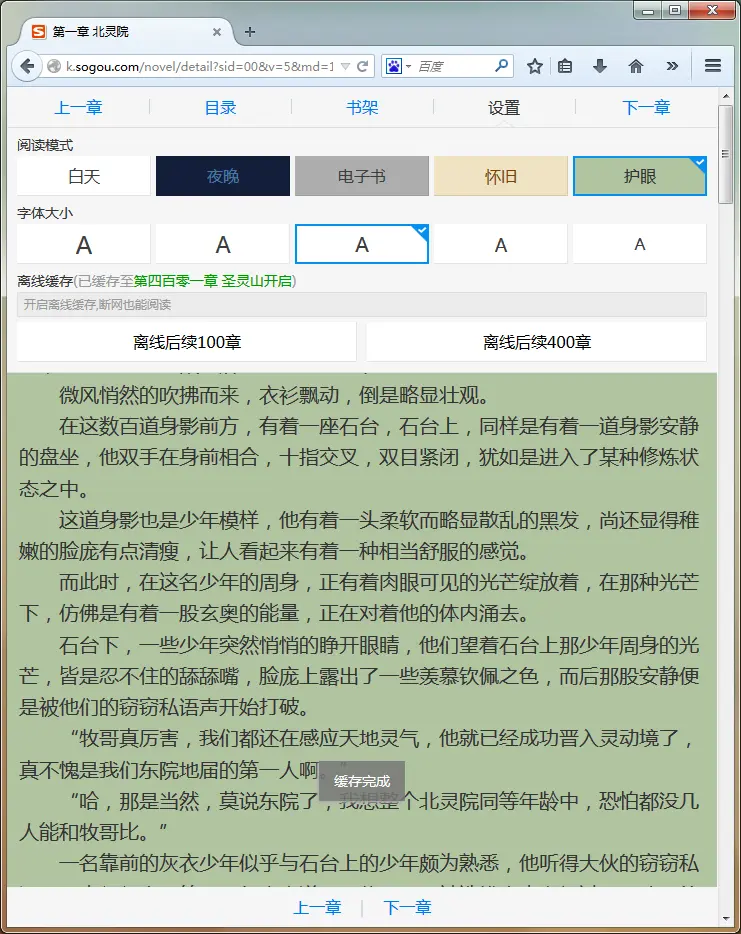 第一章 北灵院
k.sogou.com/novel/detail?sid=00&v=5&md=1
百度
上一章 目录 书架 设置 下一章
阅读模式
白天 夜晚 电子书 怀旧 护眼
字体大小
A A A A A
离线缓存(已缓存至第四百零一章 圣灵山开启)
开启离线缓存,断网也能阅读
离线后续100章 离线后续400章
微风悄然的吹拂而来，衣衫飘动，倒是略显壮观。
在这数百道身影前方，有着一座石台，石台上，同样是有着一道身影安静
的盘坐，他双手在身前相合，十指交叉，双目紧闭，犹如是进入了某种修炼状
态之中。
这道身影也是少年模样，他有着一头柔软而略显散乱的黑发，尚还显得稚
嫩的脸庞有点清瘦，让人看起来有着一种相当舒服的感觉。
而此时，在这名少年的周身，正有着肉眼可见的光芒绽放着，在那种光芒
下，仿佛是有着一股玄奥的能量，正在对着他的体内涌去。
石台下，一些少年突然悄悄的睁开眼睛，他们望着石台上那少年周身的光
芒，皆是忍不住的舔舔嘴，脸庞上露出了一些羡慕钦佩之色，而后那股安静便
是被他们的窃窃私语声开始打破。
“牧哥真厉害，我们都还在感应天地灵气，他就已经成功晋入灵动境了，
真不愧是我们东院地届的第一人啊。”
缓存完成
“哈，那是当然，莫说东院了，我想整个北灵院同等年龄中，恐怕都没几
人能和牧哥比。”
一名靠前的灰衣少年似乎与石台上的少年颇为熟悉，他听得大伙的窃窃私
上一章 下一章